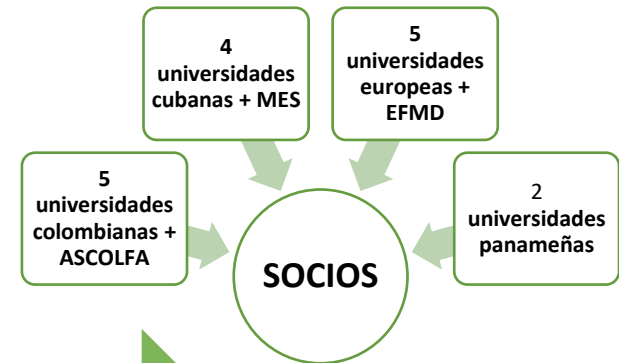 4
universidades
cubanas + MES
5
universidades
europeas +
EFMD
5
universidades
colombianas +
ASCOLFA
2
universidades
panameñas
SOCIOS